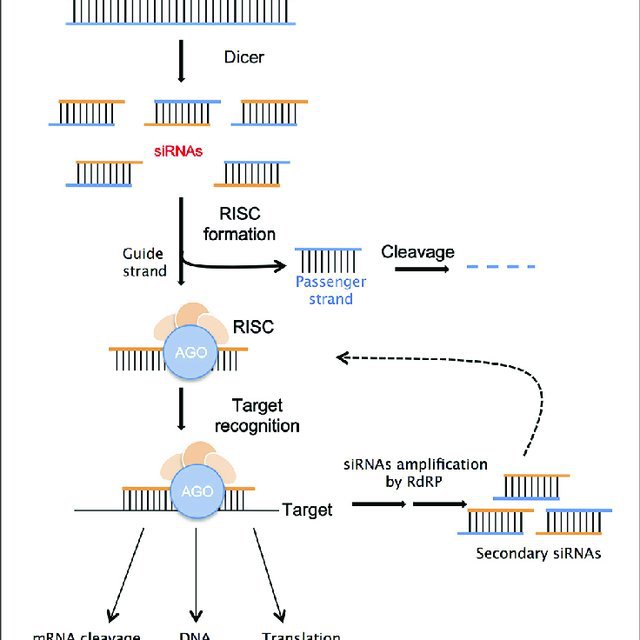 Dicer
siRNAs
RISC
formation
Guide
strand
Cleavage
Passenger
strand
RISC
AGO
Target
recognition
siRNAs amplification
by RdRP
AGO
Target
Secondary siRNAs
mRNA cleavage
DNA
Translation